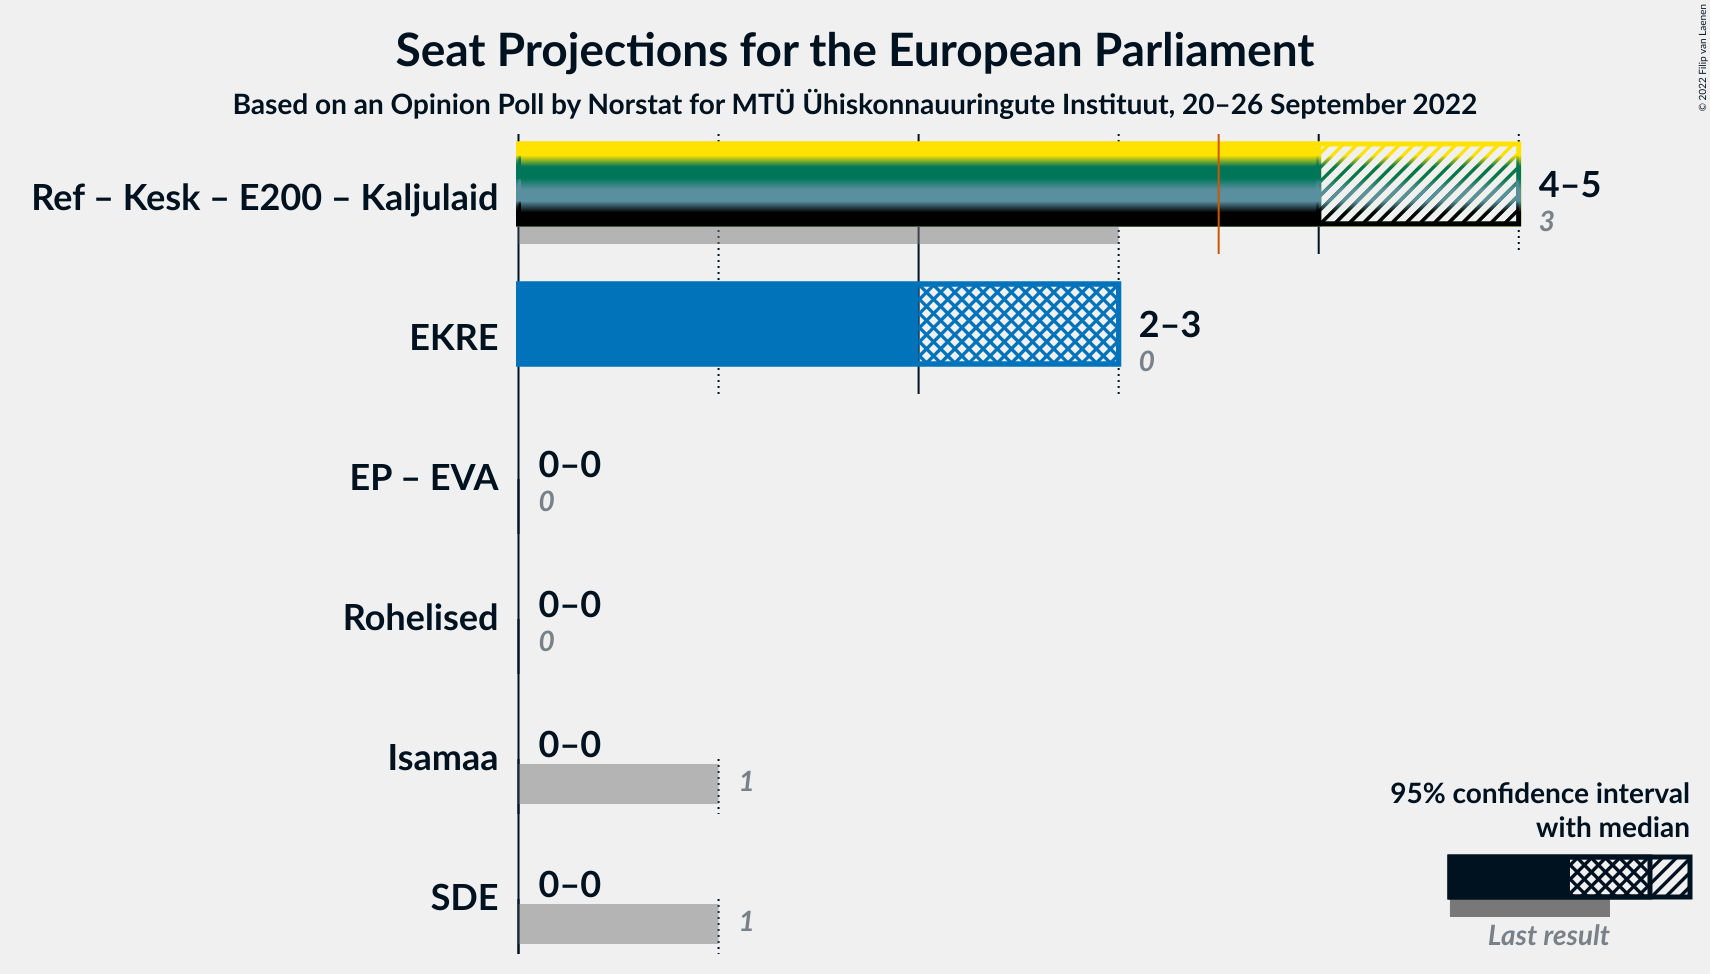 Seat Projections for the European Parliament
Based on an Opinion Poll by Norstat for MTÜ Ühiskonnauuringute Instituut, 20–26 September 2022
© 2022 Filip van Laenen
Ref – Kesk – E200 – Kaljulaid
4–5
3
EKRE
2–3
0
EP – EVA
0–0
0
Rohelised
0–0
0
Isamaa
0–0
1
SDE
0–0
1
95% confidence interval
with median
Last result